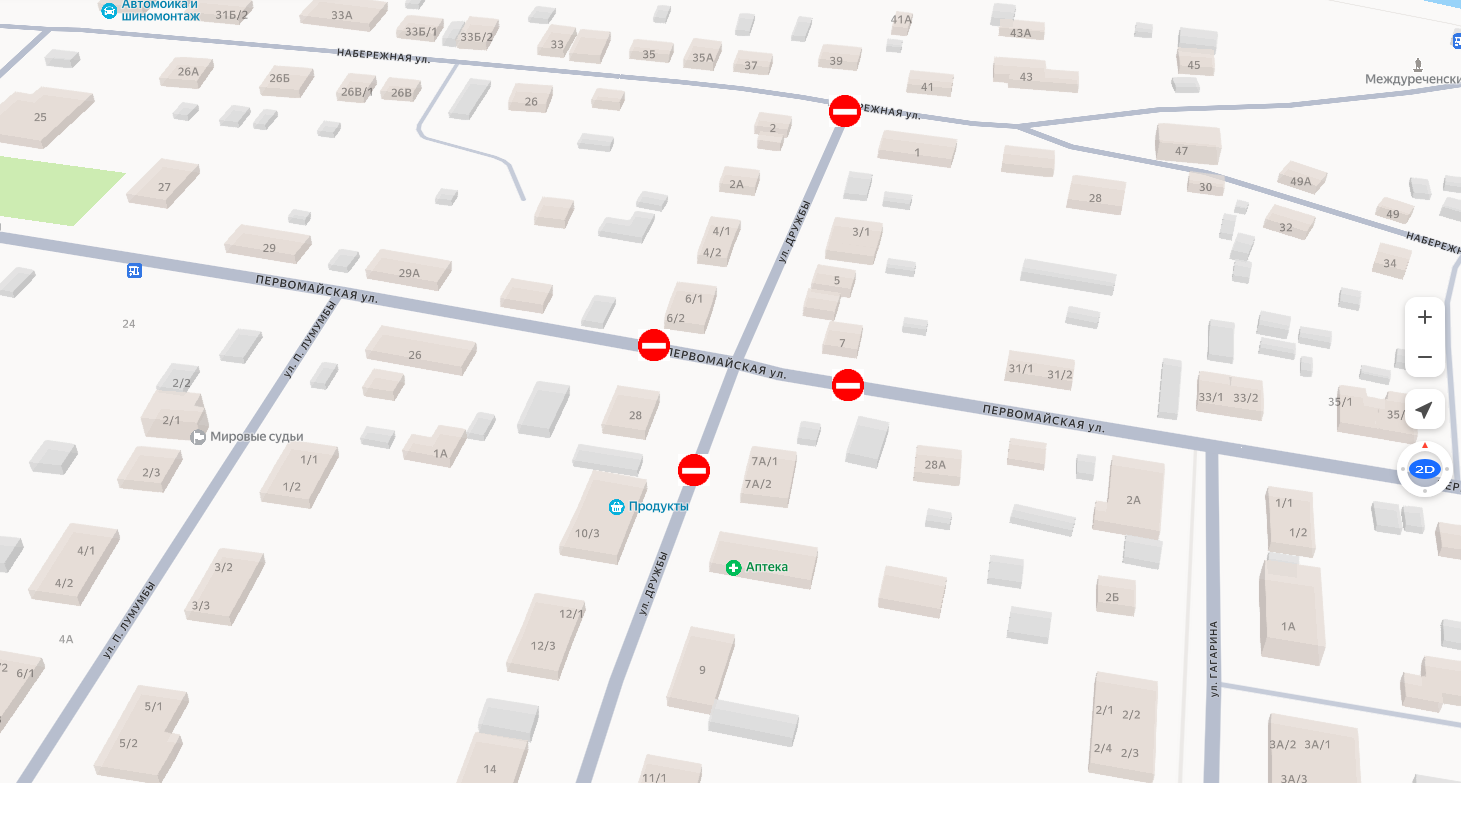 Автомойка и
шиномонтаж
31Б/2
33А
33Б/1
33Б/2
33
35
35А
37
39
41А
43А
45
Междуреченски
НАБЕРЕЖНАЯ ул.
26А
26Б
26В/1
26В
26
41
43
25
РЕЖНАЯ ул.
2
1
47
27
2А
28
30
49А
49
ул. ДРУЖБЫ
4/1
4/2
3/1
32
НАБЕРЕЖН
29
29А
5
34
ПЕРВОМАЙСКАЯ ул.
6/1
6/2
24
ул. П. ЛУМУМБЫ
26
7
ПЕРВОМАЙСКАЯ ул.
31/1
31/2
2/2
2/1
28
33/1
33/2
35/1
35/
ПЕРВОМАЙСКАЯ ул.
Мировые судьи
1А
2/3
1/1
1/2
7А/1
7А/2
28А
2D
2А
1/1
1/2
Продукты
10/3
4/1
4/2
3/2
3/3
Аптека
ул. ДРУЖБЫ
2Б
1А
12/1
12/3
ул. П. ЛУМУМБЫ
4А
6/1
9
ул. ГАГАРИНА
5/1
5/2
2/1
2/2
2/4
2/3
3А/2
3А/1
14
11/1
3А/3